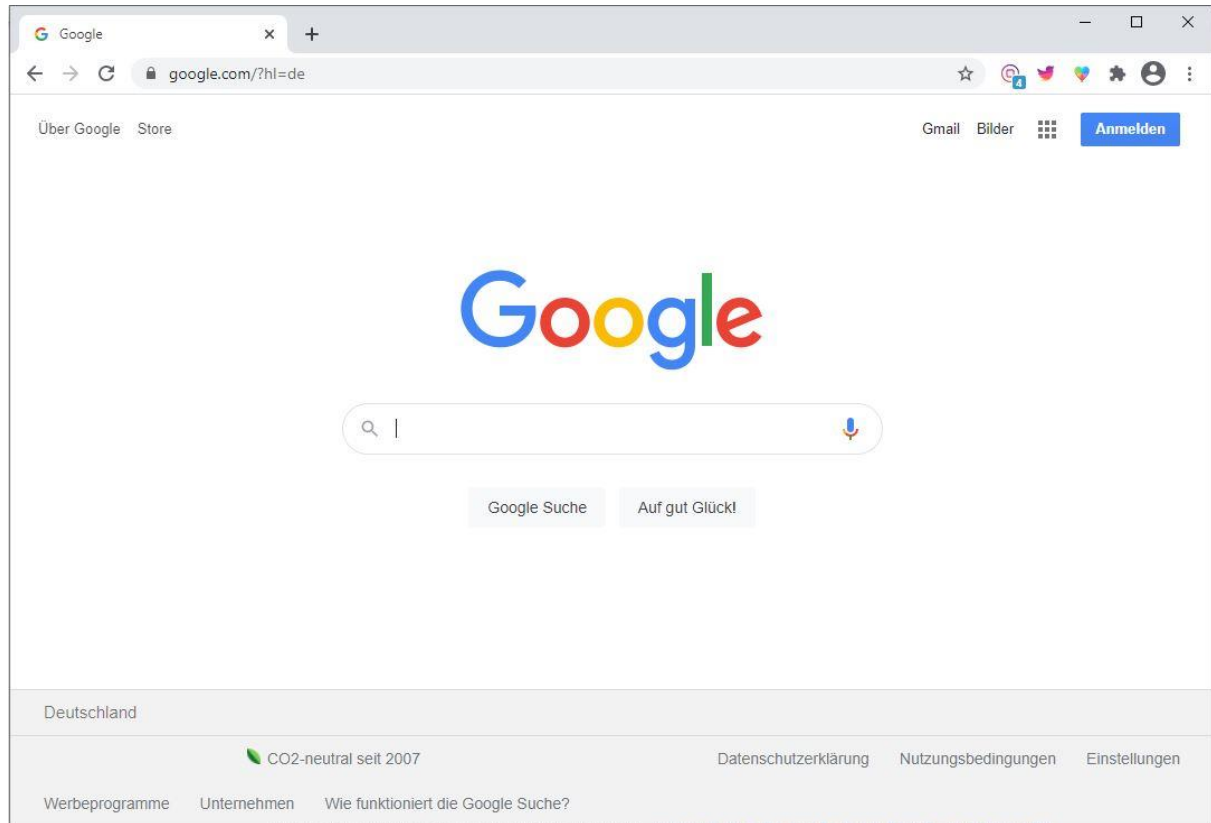 Google
google.com/?hl=de
4
Über Google Store Gmail Bilder Anmelden
Google
Google Suche Auf gut Glück!
Deutschland
CO2-neutral seit 2007 Datenschutzerklärung Nutzungsbedingungen Einstellungen
Werbeprogramme Unternehmen Wie funktioniert die Google Suche?